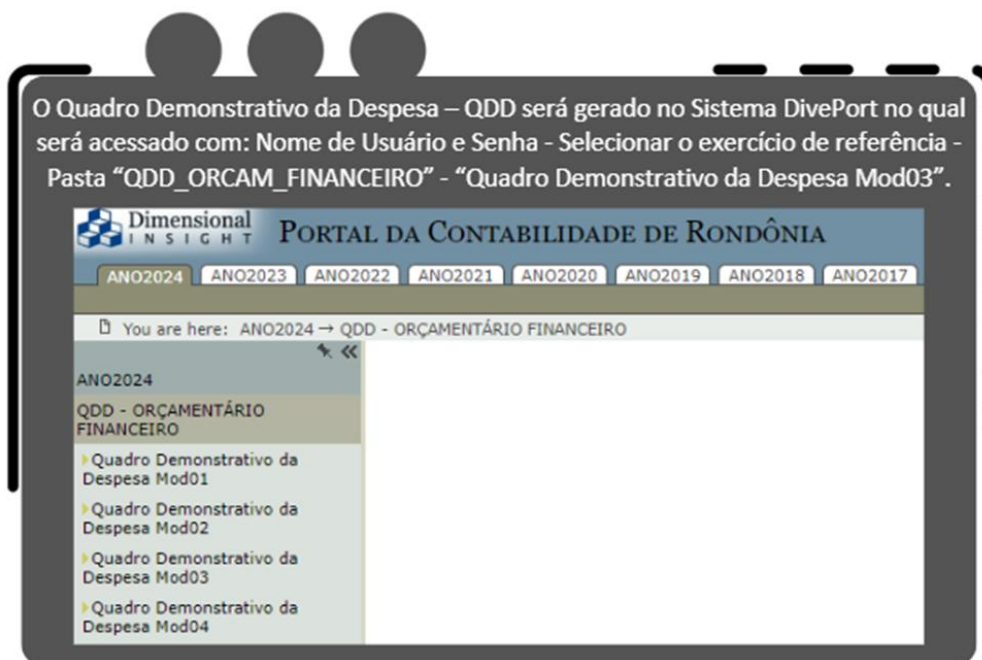 O Quadro Demonstrativo da Despesa – QDD será gerado no Sistema DivePort no qual
será acessado com: Nome de Usuário e Senha - Selecionar o exercício de referência -
Pasta “QDD_ORCAM_FINANCEIRO” - “Quadro Demonstrativo da Despesa Mod03”.
Dimensional
INSIGHT
PORTAL DA CONTABILIDADE DE RONDÔNIA
ANO2024 ANO2023 ANO2022 ANO2021 ANO2020 ANO2019 ANO2018 ANO2017
You are here: ANO2024 → QDD - ORÇAMENTÁRIO FINANCEIRO
ANO2024
QDD - ORÇAMENTÁRIO
FINANCEIRO
Quadro Demonstrativo da
Despesa Mod01
Quadro Demonstrativo da
Despesa Mod02
Quadro Demonstrativo da
Despesa Mod03
Quadro Demonstrativo da
Despesa Mod04